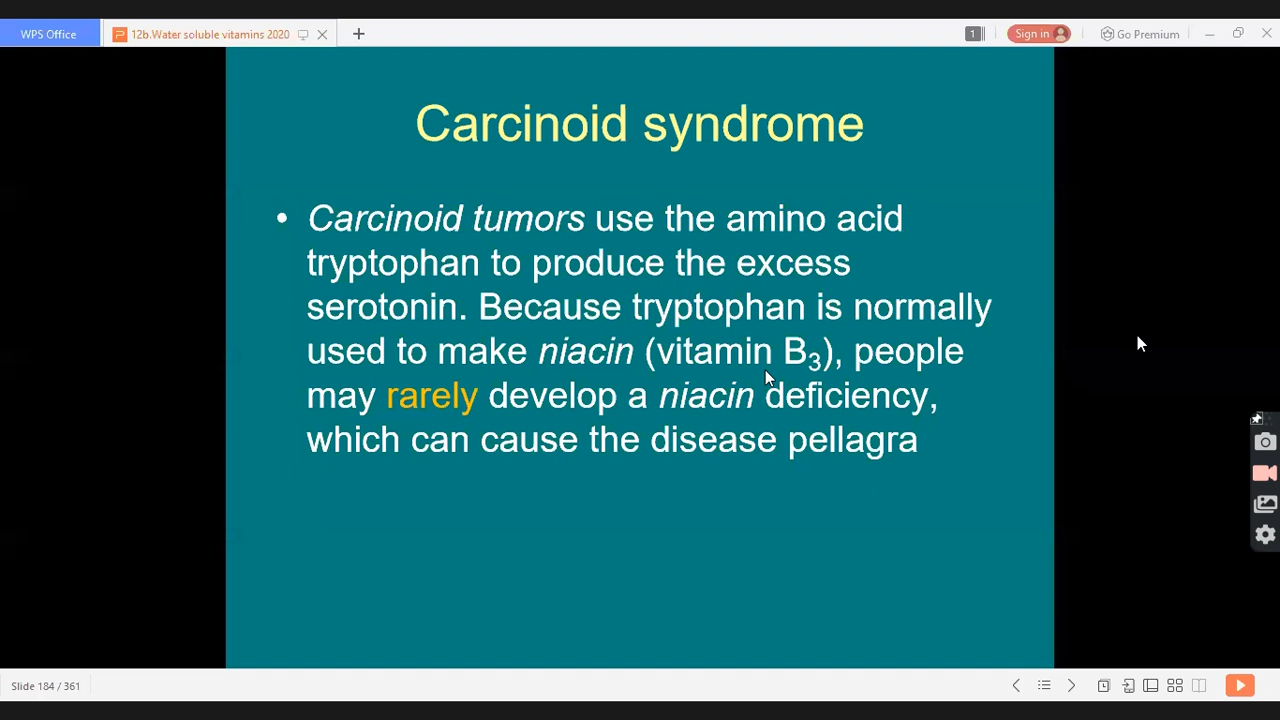 WPS Office
12b.Water soluble vitamins 2020
1
Sign in
Go Premium
Carcinoid syndrome
• Carcinoid tumors use the amino acid
tryptophan to produce the excess
serotonin. Because tryptophan is normally
used to make niacin (vitamin B₃), people
may rarely develop a niacin deficiency,
which can cause the disease pellagra
Slide 184 / 361